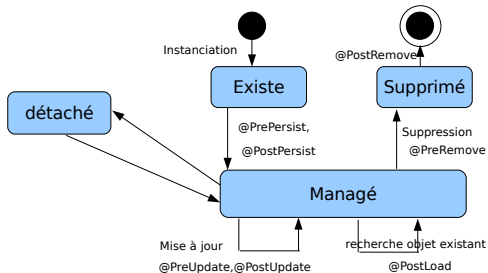 Instanciation
@PostRemove
Existe
Supprimé
détaché
@PrePersist,
@PostPersist
Suppression
@PreRemove
Managé
Mise à jour
recherche objet existant
@PreUpdate,@PostUpdate
@PostLoad